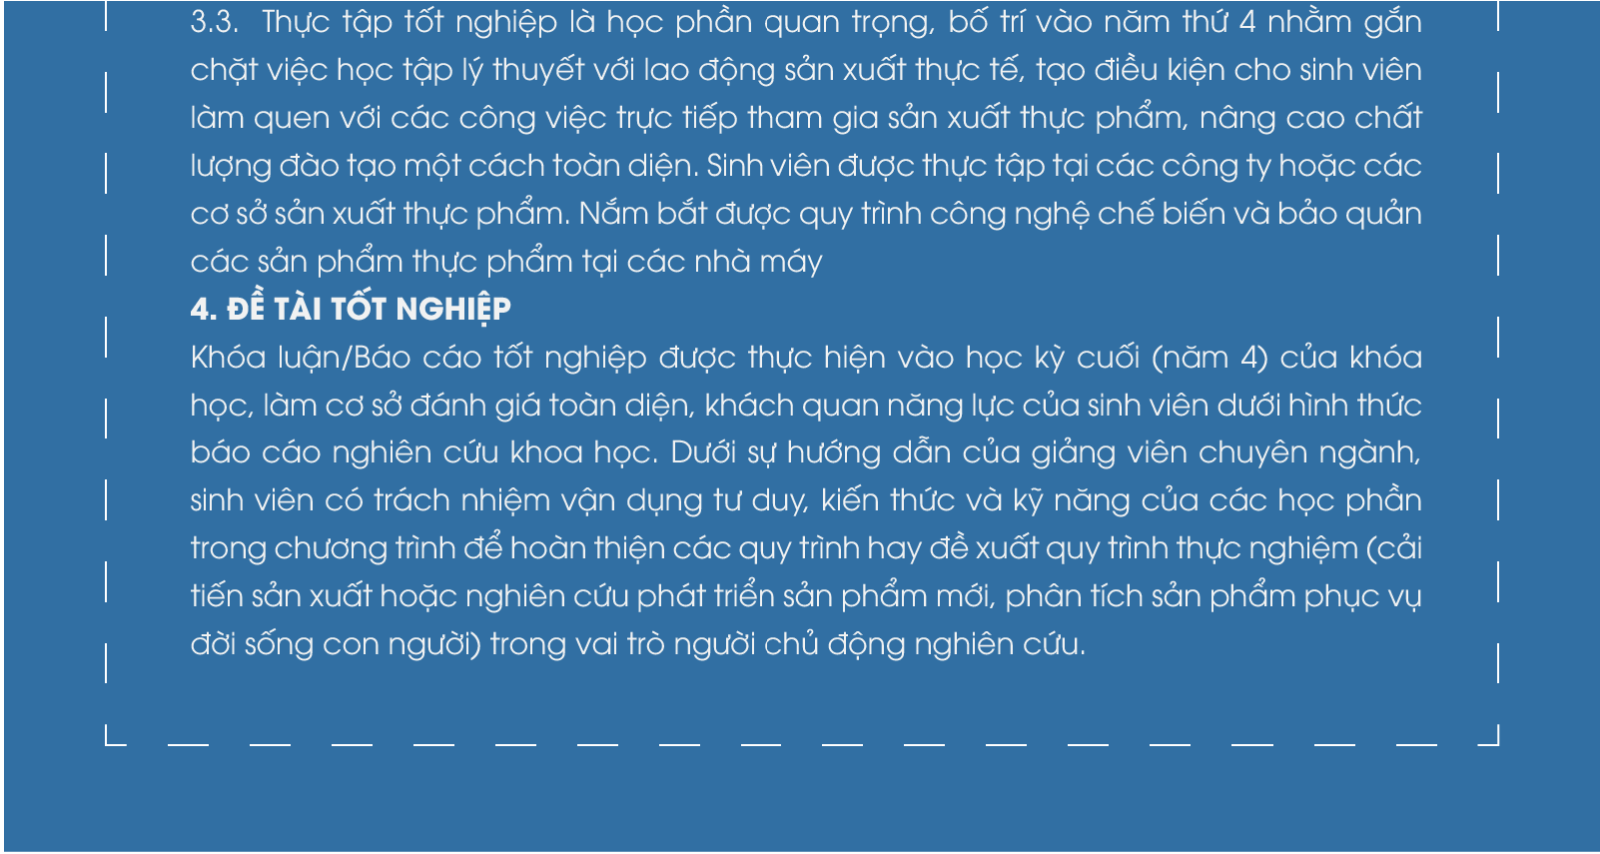 3.3. Thực tập tốt nghiệp là học phần quan trọng, bố trí vào năm thứ 4 nhằm gắn
chặt việc học tập lý thuyết với lao động sản xuất thực tế, tạo điều kiện cho sinh viên
làm quen với các công việc trực tiếp tham gia sản xuất thực phẩm, nâng cao chất
lượng đào tạo một cách toàn diện. Sinh viên được thực tập tại các công ty hoặc các
cơ sở sản xuất thực phẩm. Nắm bắt được quy trình công nghệ chế biến và bảo quản
các sản phẩm thực phẩm tại các nhà máy
4. ĐỀ TÀI TỐT NGHIỆP
Khóa luận/Báo cáo tốt nghiệp được thực hiện vào học kỳ cuối (năm 4) của khóa
học, làm cơ sở đánh giá toàn diện, khách quan năng lực của sinh viên dưới hình thức
báo cáo nghiên cứu khoa học. Dưới sự hướng dẫn của giảng viên chuyên ngành,
sinh viên có trách nhiệm vận dụng tư duy, kiến thức và kỹ năng của các học phần
trong chương trình để hoàn thiện các quy trình hay đề xuất quy trình thực nghiệm (cải
tiến sản xuất hoặc nghiên cứu phát triển sản phẩm mới, phân tích sản phẩm phục vụ
đời sống con người) trong vai trò người chủ động nghiên cứu.